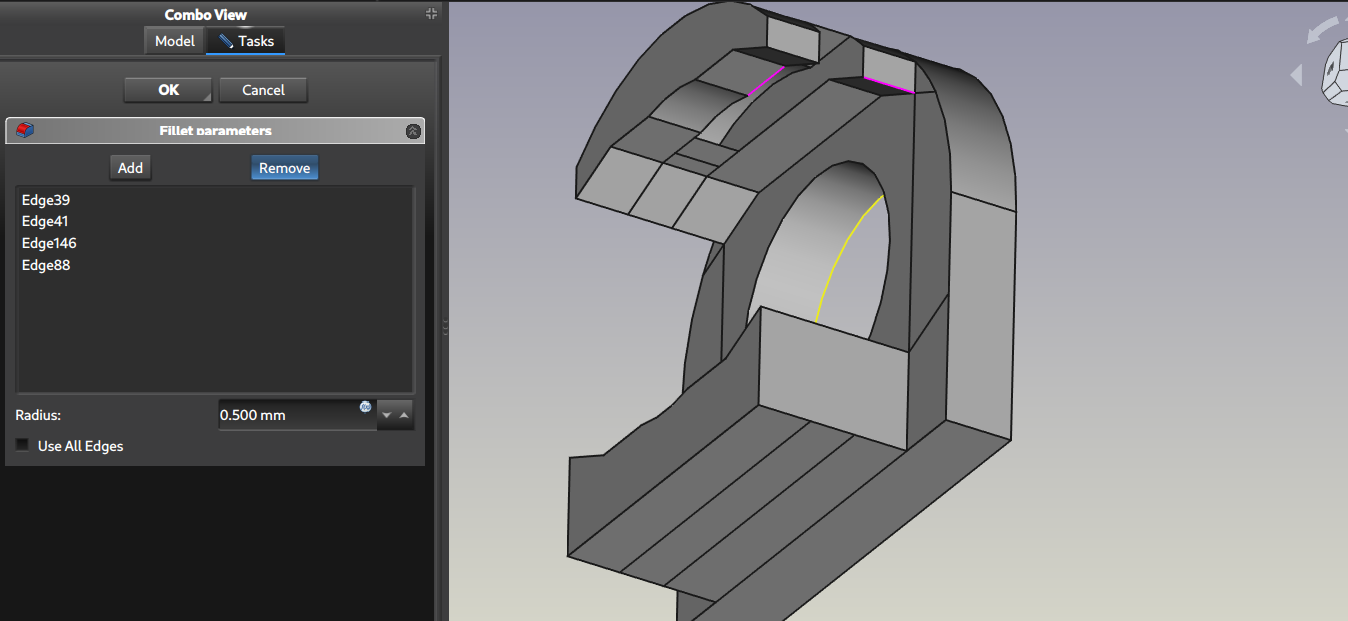 Combo View
Model
Tasks
OK
Cancel
Fillet parameters
Add
Remove
Edge39
Edge41
Edge146
Edge88
Radius:
0.500 mm
Use All Edges